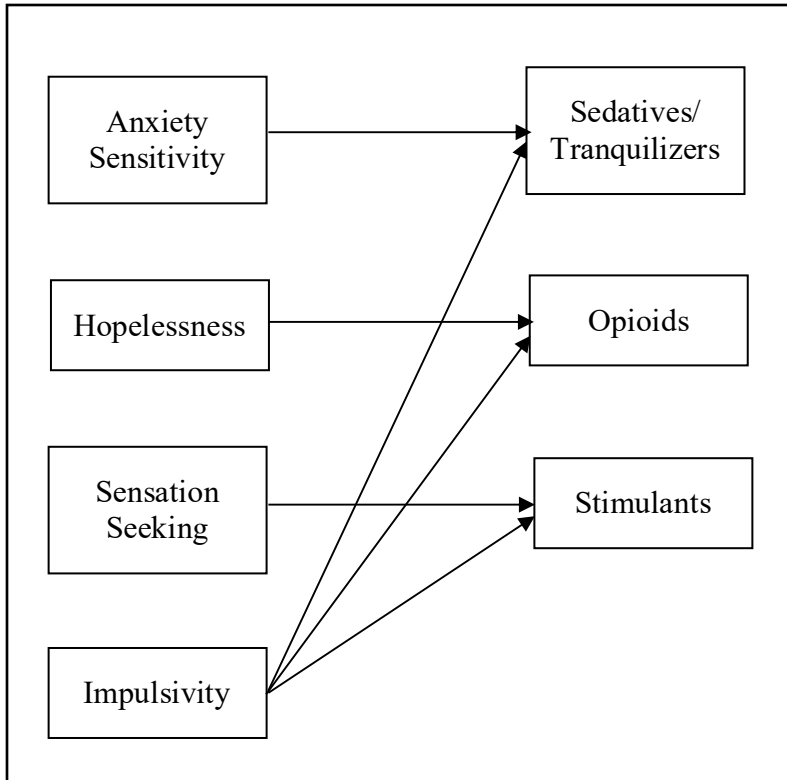 Anxiety
Sensitivity
Sedatives/
Tranquilizers
Hopelessness
Opioids
Sensation
Seeking
Stimulants
Impulsivity